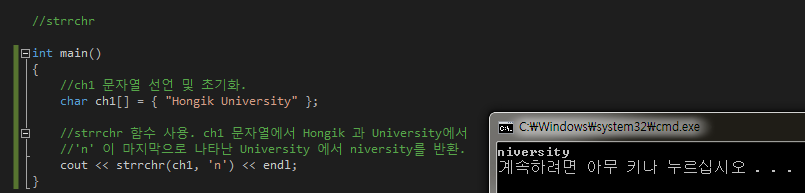 //strrchr
int main()
{
//ch1 문자열 선언 및 초기화.
char ch1[] = { "Hongik University" };
//strrchr 함수 사용. ch1 문자열에서 Hongik 과 University에서
//'n' 이 마지막으로 나타난 University 에서 niversity를 반환.
cout << strrchr(ch1, 'n') << endl;
}
C:₩Windows₩system32₩cmd.exe
niversity
계속하려면 아무 키나 누르십시오 . . .